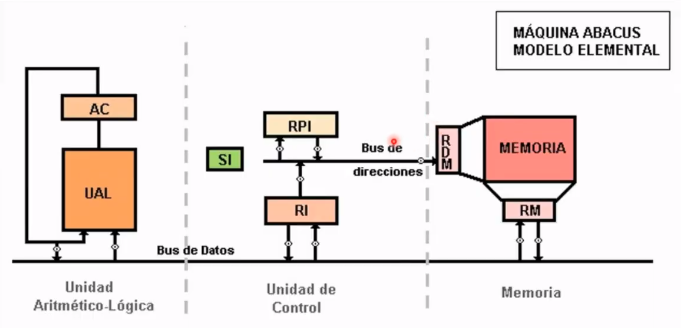 MÁQUINA ABACUS
MODELO ELEMENTAL
AC
UAL
SI
RPI
RI
Bus de
direcciones
RDM
MEMORIA
RM
Bus de Datos
Unidad
Aritmético-Lógica
Unidad de
Control
Memoria